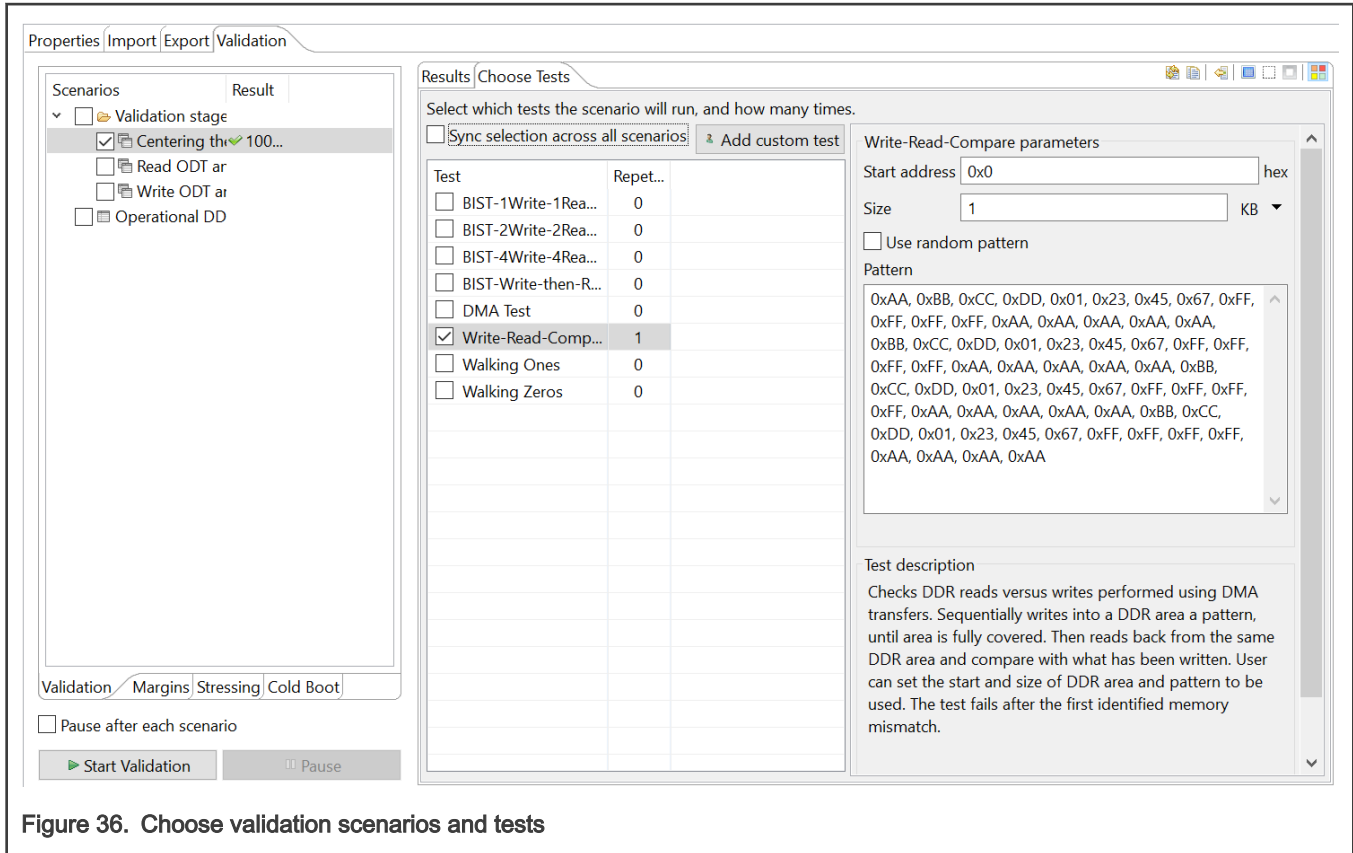 Properties Import Export Validation
Scenarios Result
Validation stage
Centering the 100...
Read ODT ar
Write ODT ar
Operational DD
Validation Margins Stressing Cold Boot
Pause after each scenario
Start Validation Pause
Results Choose Tests
Select which tests the scenario will run, and how many times.
Sync selection across all scenarios Add custom test
Test Repet...
BIST-1Write-1Rea... 0
BIST-2Write-2Rea... 0
BIST-4Write-4Rea... 0
BIST-Write-then-R... 0
DMA Test 0
Write-Read-Comp... 1
Walking Ones 0
Walking Zeros 0
Write-Read-Compare parameters
Start address 0x0 hex
Size 1 KB
Use random pattern
Pattern
0xAA, 0xBB, 0xCC, 0xDD, 0x01, 0x23, 0x45, 0x67, 0xFF,
0xFF, 0xFF, 0xFF, 0xAA, 0xAA, 0xAA, 0xAA, 0xAA,
0xBB, 0xCC, 0xDD, 0x01, 0x23, 0x45, 0x67, 0xFF, 0xFF,
0xFF, 0xFF, 0xAA, 0xAA, 0xAA, 0xAA, 0xAA, 0xBB,
0xCC, 0xDD, 0x01, 0x23, 0x45, 0x67, 0xFF, 0xFF, 0xFF,
0xFF, 0xAA, 0xAA, 0xAA, 0xAA, 0xAA, 0xBB, 0xCC,
0xDD, 0x01, 0x23, 0x45, 0x67, 0xFF, 0xFF, 0xFF, 0xFF,
0xAA, 0xAA, 0xAA, 0xAA
Test description
Checks DDR reads versus writes performed using DMA
transfers. Sequentially writes into a DDR area a pattern,
until area is fully covered. Then reads back from the same
DDR area and compare with what has been written. User
can set the start and size of DDR area and pattern to be
used. The test fails after the first identified memory
mismatch.
Figure 36. Choose validation scenarios and tests